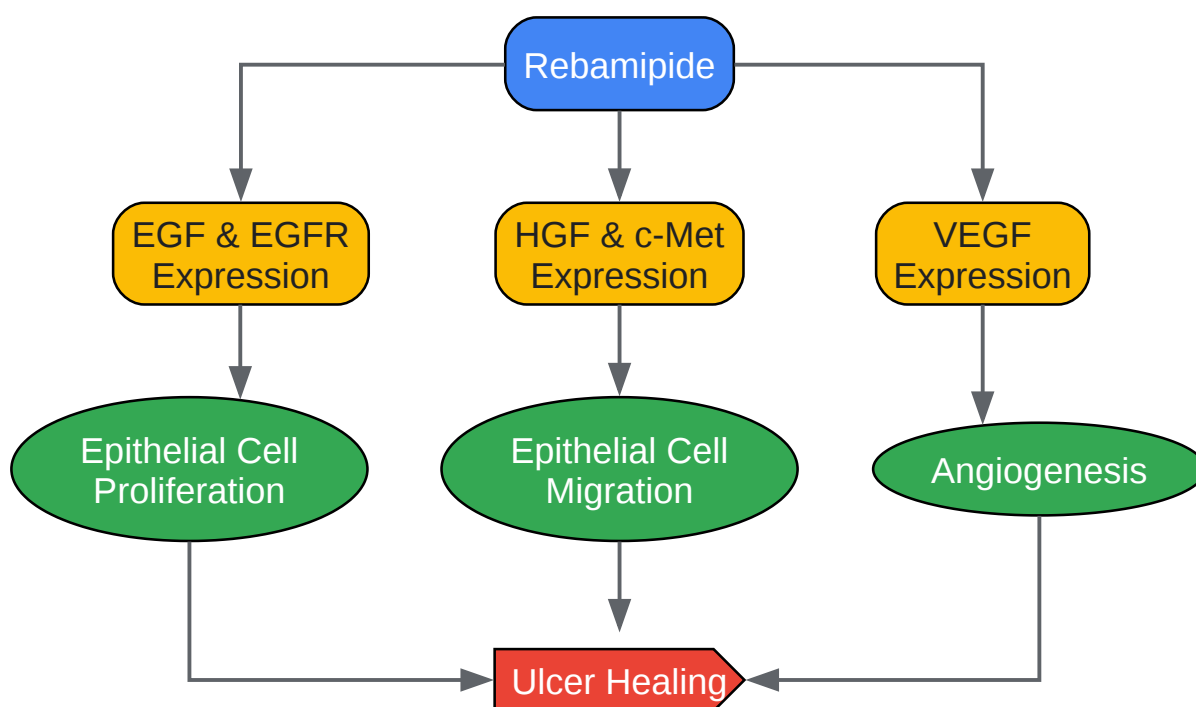 Rebamipide
EGF & EGFR
Expression
HGF & c-Met
Expression
VEGF
Expression
Epithelial Cell
Proliferation
Epithelial Cell
Migration
Angiogenesis
Ulcer Healing